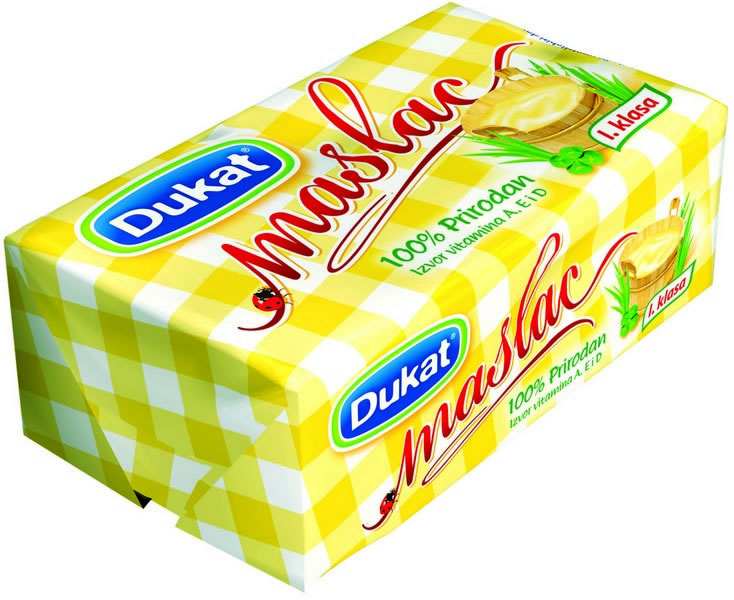 Dukat
maslac
100% Prirodan
Izvor vitamina A, E i D
I. klasa
Dukat
maslac
100% Prirodan
Izvor vitamina A, E i D
I. klasa